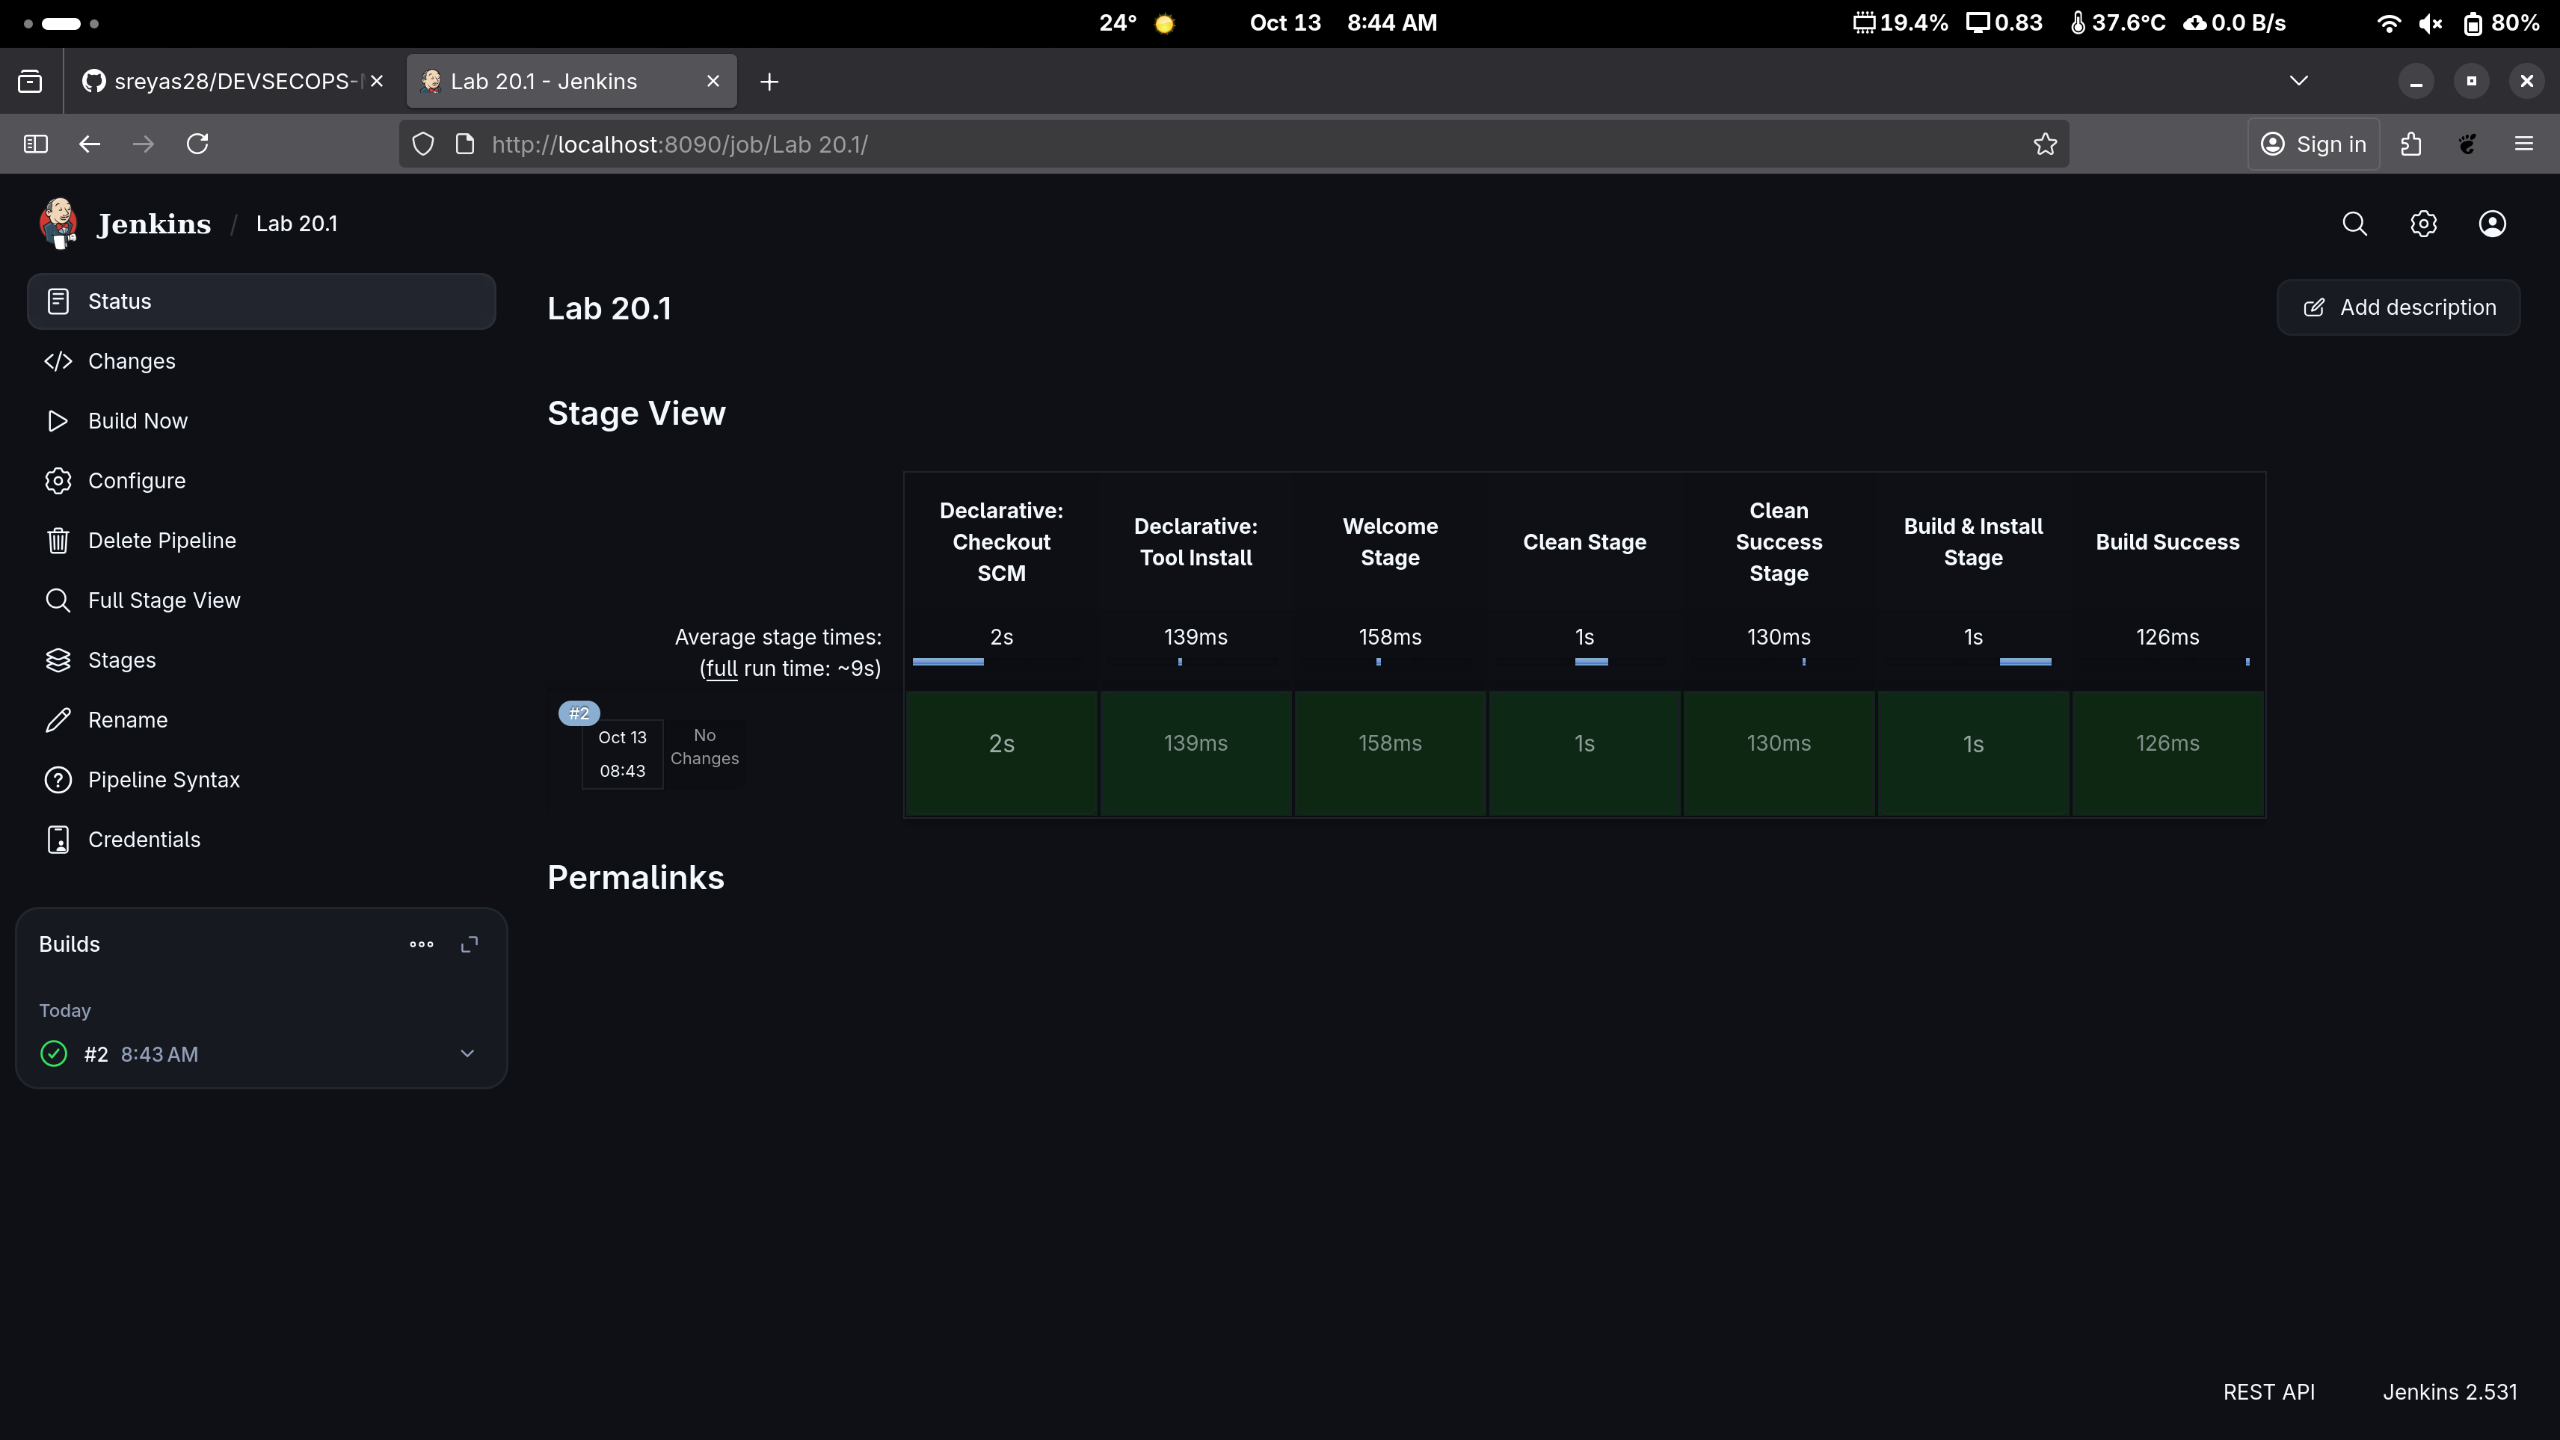 24°
Oct 13 8:44 AM
19.4% 0.83 37.6°C 0.0 B/s 80%
sreyas28/DEVSECOPS-
Lab 20.1 - Jenkins
http://localhost:8090/job/Lab 20.1/
Sign in
Jenkins / Lab 20.1
Status
Changes
Build Now
Configure
Delete Pipeline
Full Stage View
Stages
Rename
Pipeline Syntax
Credentials
Builds
Today
#2 8:43 AM
Lab 20.1
Add description
Stage View
Declarative:
Checkout
SCM
Declarative:
Tool Install
Welcome
Stage
Clean Stage
Clean
Success
Stage
Build & Install
Stage
Build Success
Average stage times:
(full run time: ~9s)
2s 139ms 158ms 1s 130ms 1s 126ms
#2
Oct 13
08:43
No
Changes
2s 139ms 158ms 1s 130ms 1s 126ms
Permalinks
REST API
Jenkins 2.531